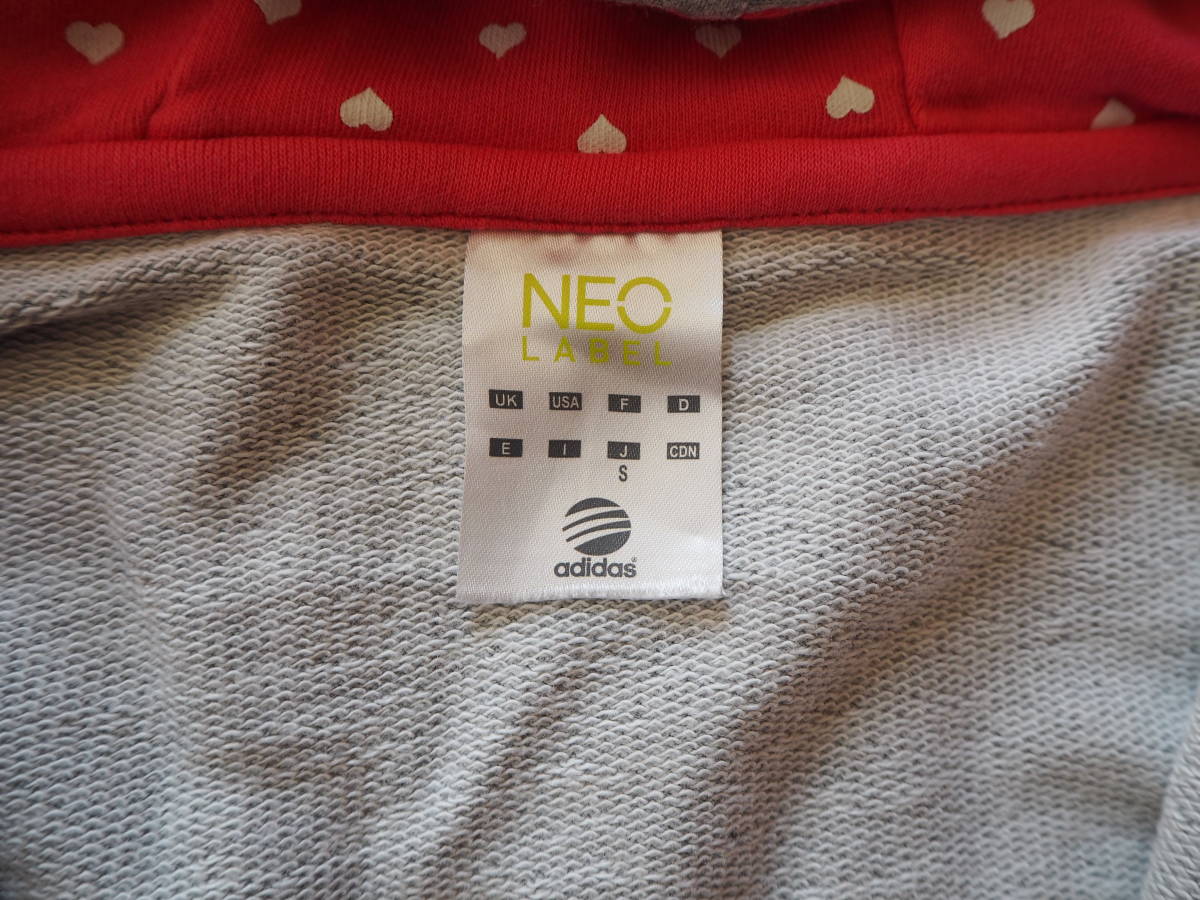 NEO
LABEL
UK USA F D
E I J CDN
S
adidas®